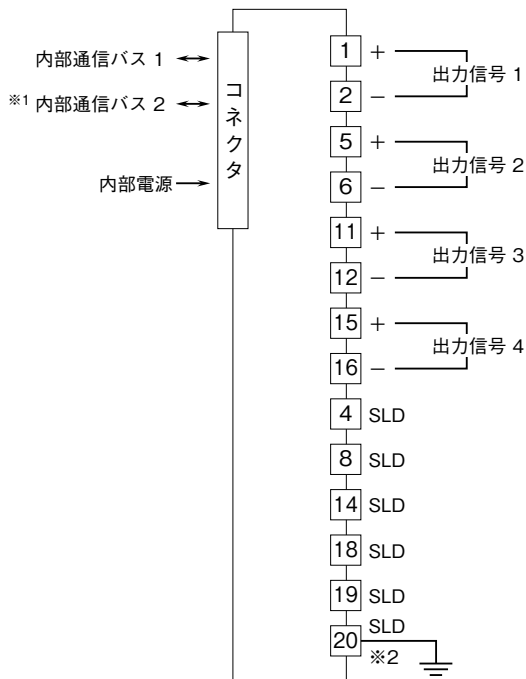 内部通信バス 1
※1 内部通信バス 2
内部電源
コネクタ
1 +
出力信号 1
2 −
5 +
出力信号 2
6 −
11 +
出力信号 3
12 −
15 +
出力信号 4
16 −
4 SLD
8 SLD
14 SLD
18 SLD
19 SLD
SLD
20
※2